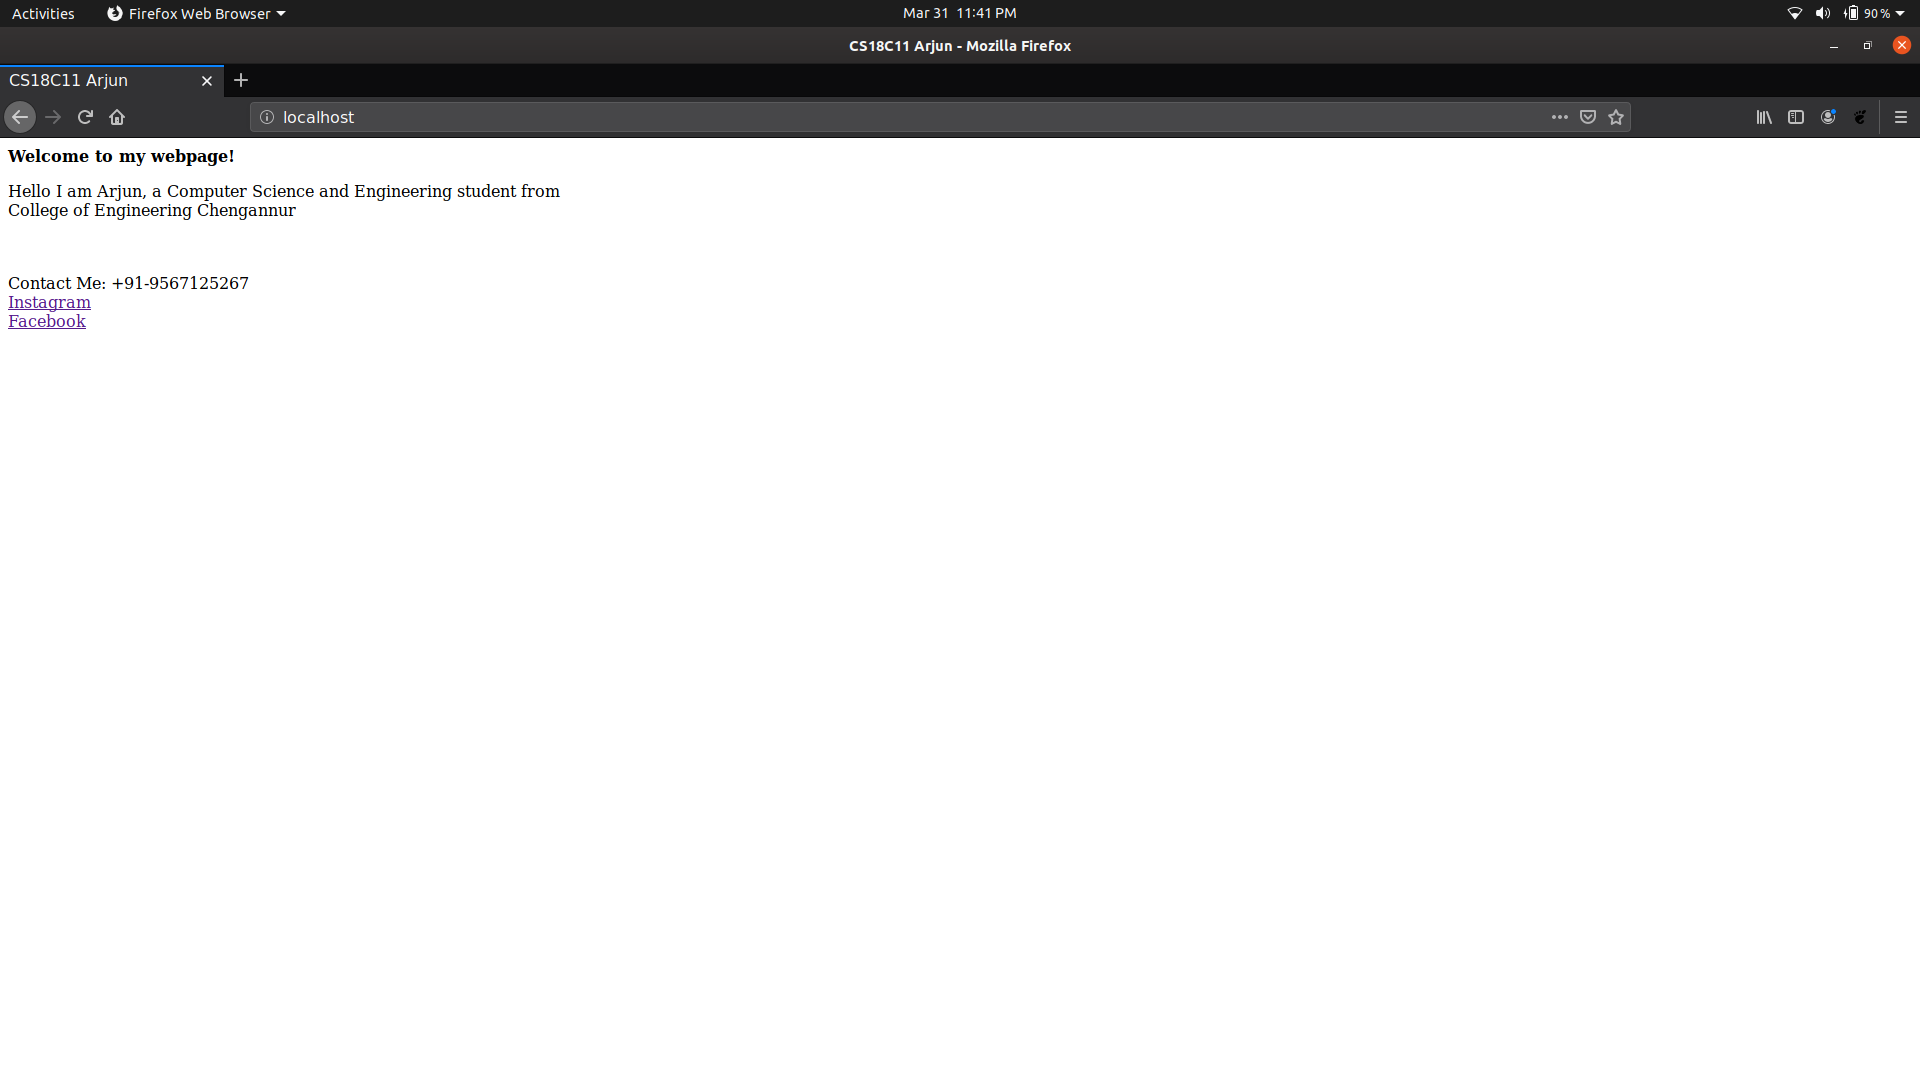 Activities Firefox Web Browser Mar 31 11:41 PM 90 %
CS18C11 Arjun - Mozilla Firefox
CS18C11 Arjun
localhost
Welcome to my webpage!
Hello I am Arjun, a Computer Science and Engineering student from
College of Engineering Chengannur
Contact Me: +91-9567125267
Instagram
Facebook